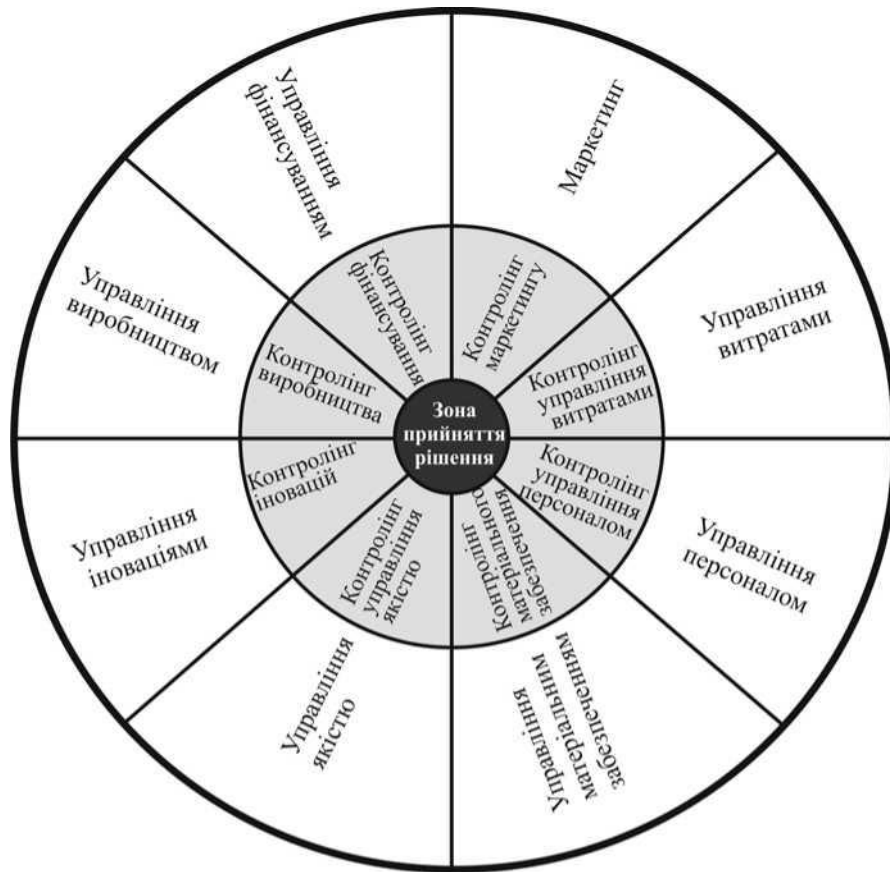 Управління
фінансуванням
Маркетинг
Управління
виробництвом
Управління
витратами
Контролінг
фінансування
Контролінг
маркетингу
Контролінг
виробництва
Контролінг
управління
витратами
Зона
прийняття
рішення
Контролінг
іновацій
Контролінг
управління
персоналом
Контролінг
управління
якістю
Контролінг
матеріального
забезпечення
Управління
іноваціями
Управління
персоналом
Управління
якістю
Управління
матеріальним
забезпеченням